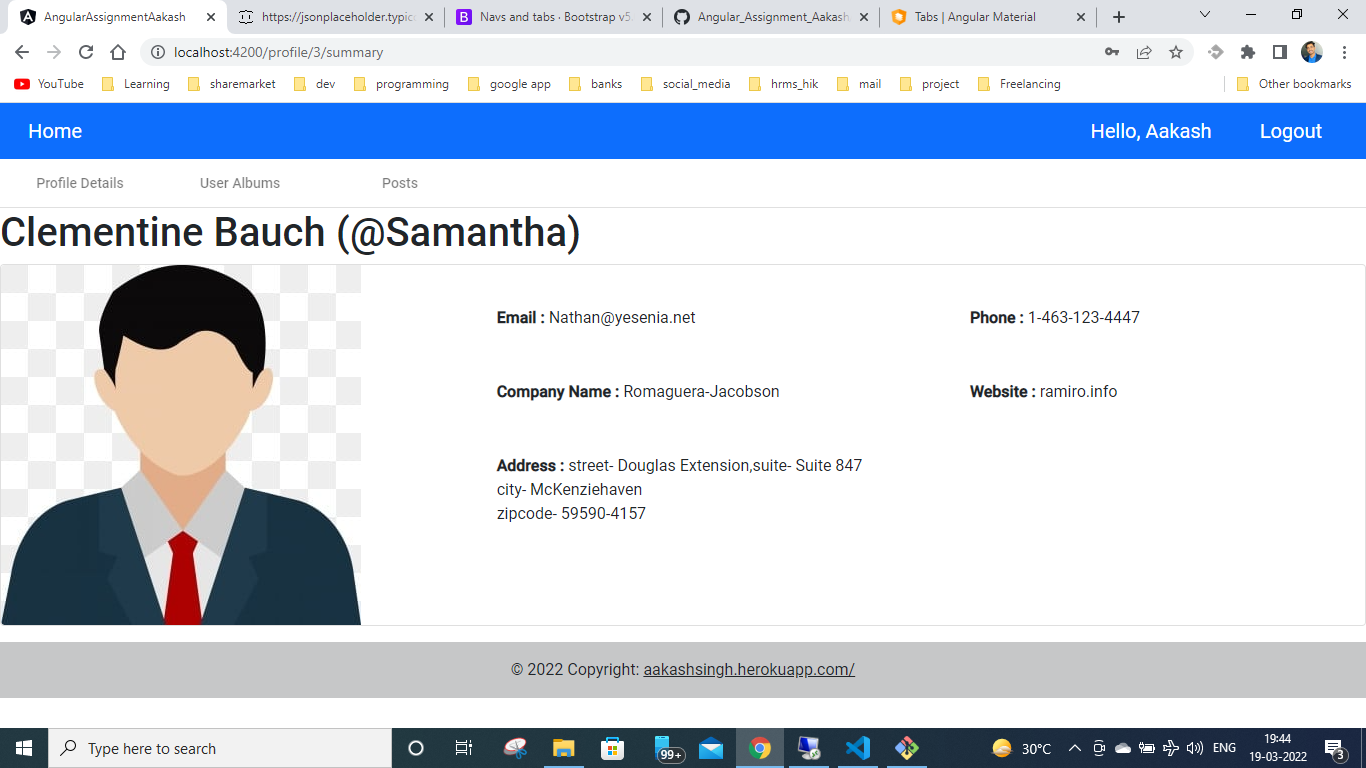 AngularAssignmentAakash
https://jsonplaceholder.typic
Navs and tabs · Bootstrap v5.
Angular_Assignment_Aakash
Tabs | Angular Material
localhost:4200/profile/3/summary
YouTube Learning sharemarket dev programming google app banks social_media hrms_hik mail project Freelancing Other bookmarks
Home Hello, Aakash Logout
Profile Details User Albums Posts
Clementine Bauch (@Samantha)
Email : Nathan@yesenia.net Phone : 1-463-123-4447
Company Name : Romaguera-Jacobson Website : ramiro.info
Address : street- Douglas Extension,suite- Suite 847
city- McKenziehaven
zipcode- 59590-4157
© 2022 Copyright: aakashsingh.herokuapp.com/
Type here to search 99+ 30°C ENG 19:44
19-03-2022 3